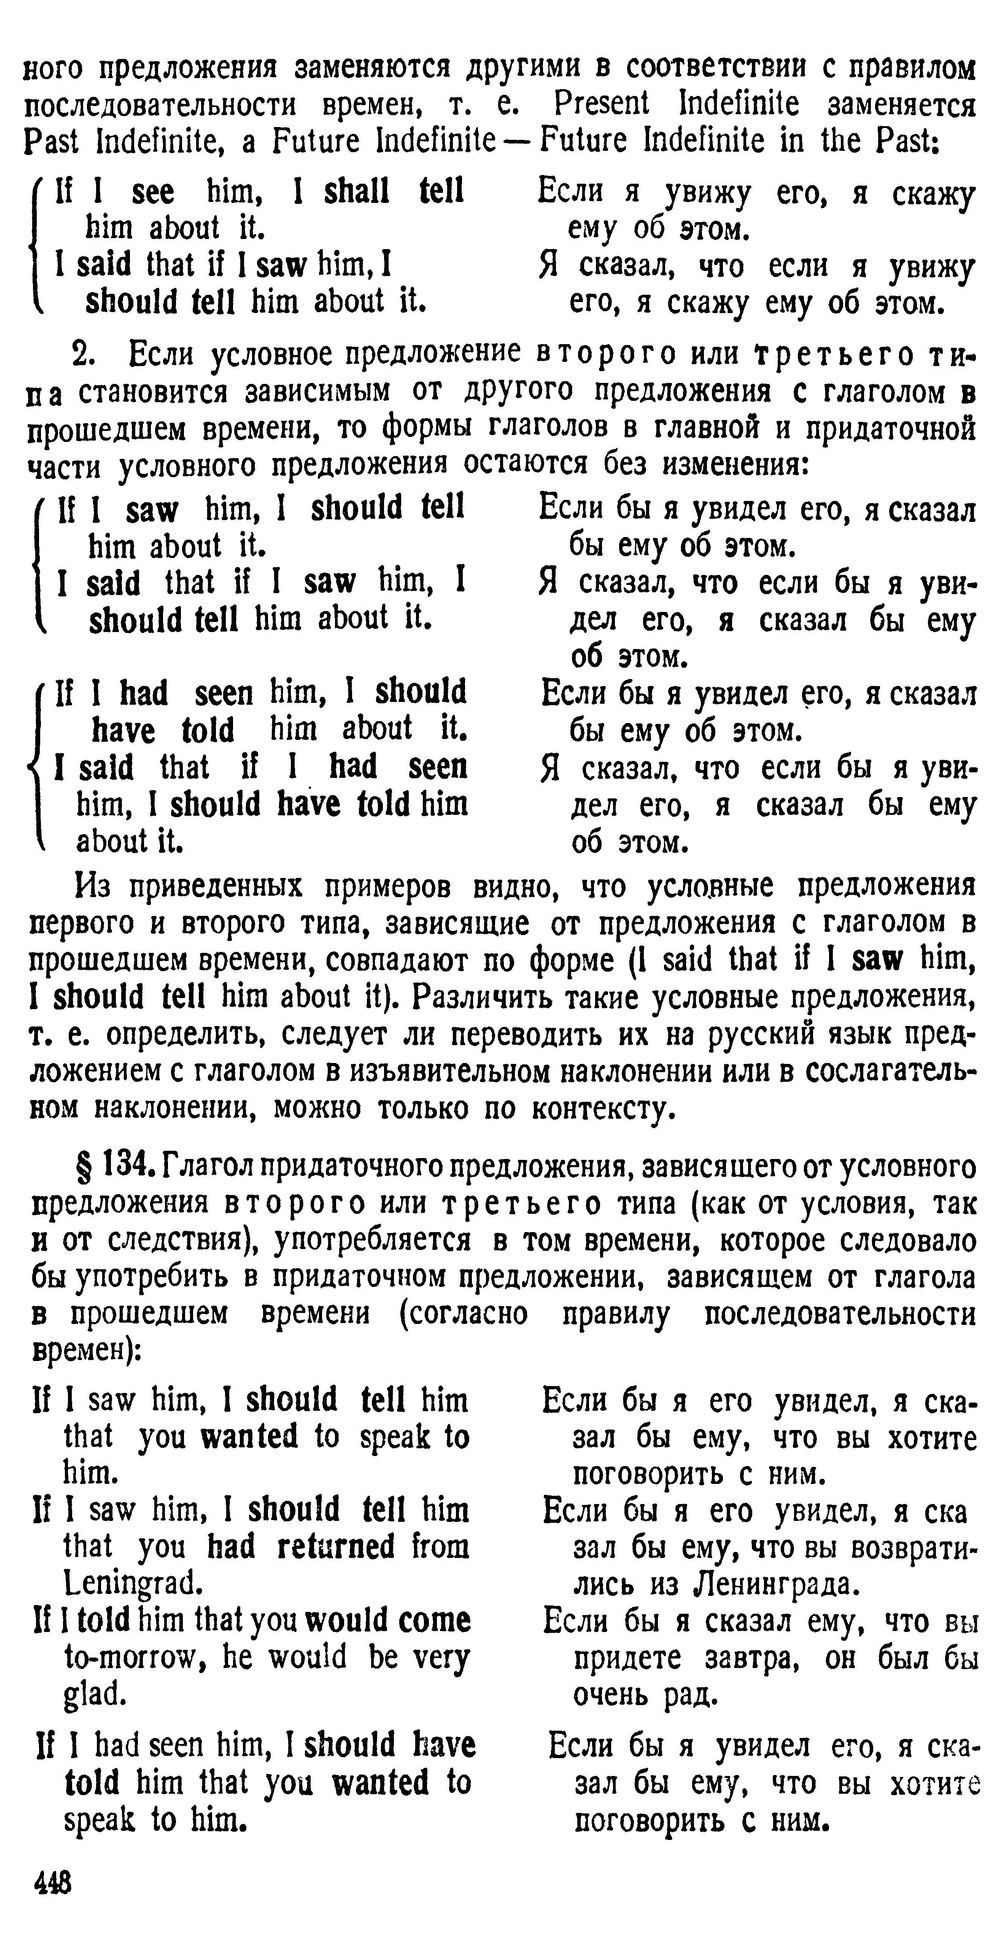 ного предложения заменяются другими в соответствии с правилом
последовательности времен, т. е. Present Indefinite заменяется
Past Indefinite, а Future Indefinite — Future Indefinite in the Past:
If I see him, I shall tell
him about it.
I said that if I saw him, I
should tell him about it.
Если я увижу его, я скажу
ему об этом.
Я сказал, что если я увижу
его, я скажу ему об этом.
2. Если условное предложение второго или третьего ти-
па становится зависимым от другого предложения с глаголом в
прошедшем времени, то формы глаголов в главной и придаточной
части условного предложения остаются без изменения:
If I saw him, I should tell
him about it.
I said that if I saw him, I
should tell him about it.
Если бы я увидел его, я сказал
бы ему об этом.
Я сказал, что если бы я уви-
дел его, я сказал бы ему
об этом.
If I had seen him, I should
have told him about it.
I said that if I had seen
him, I should have told him
about it.
Если бы я увидел его, я сказал
бы ему об этом.
Я сказал, что если бы я уви-
дел его, я сказал бы ему
об этом.
Из приведенных примеров видно, что условные предложения
первого и второго типа, зависящие от предложения с глаголом в
прошедшем времени, совпадают по форме (I said that if I saw him,
I should tell him about it). Различить такие условные предложения,
т. е. определить, следует ли переводить их на русский язык пред-
ложением с глаголом в изъявительном наклонении или в сослагатель-
ном наклонении, можно только по контексту.
§ 134. Глагол придаточного предложения, зависящего от условного
предложения второго или третьего типа (как от условия, так
и от следствия), употребляется в том времени, которое следовало
бы употребить в придаточном предложении, зависящем от глагола
в прошедшем времени (согласно правилу последовательности
времен):
If I saw him, I should tell him
that you wanted to speak to
him.
If I saw him, I should tell him
that you had returned from
Leningrad.
If I told him that you would come
to-morrow, he would be very
glad.
If I had seen him, I should have
told him that you wanted to
speak to him.
Если бы я его увидел, я ска-
зал бы ему, что вы хотите
поговорить с ним.
Если бы я его увидел, я ска
зал бы ему, что вы возврати-
лись из Ленинграда.
Если бы я сказал ему, что вы
придете завтра, он был бы
очень рад.
Если бы я увидел его, я ска-
зал бы ему, что вы хотите
поговорить с ним.
448